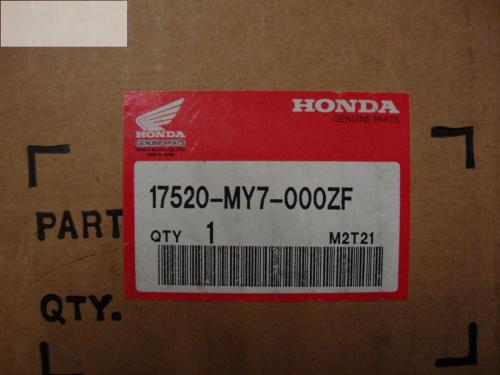 HONDA
GENUINE PARTS
HONDA
GENUINE PARTS
17520-MY7-000ZF
QTY 1 M2T21
PART
QTY.